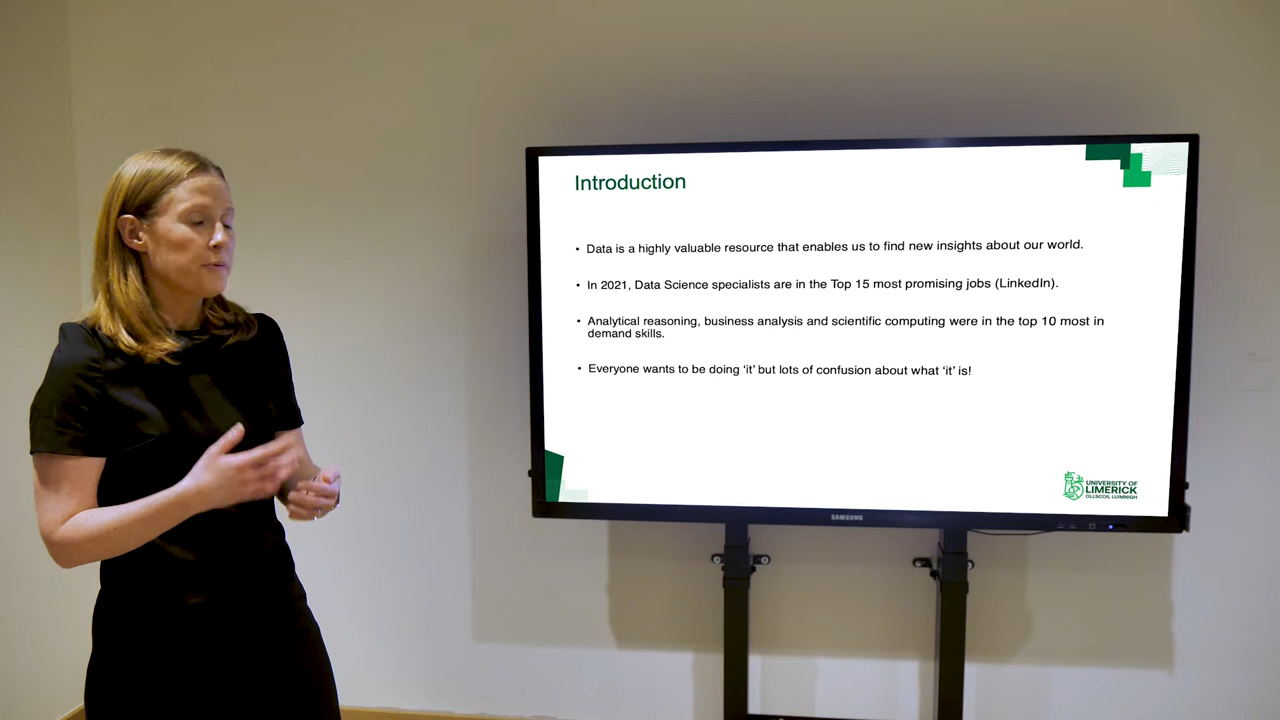 Introduction
• Data is a highly valuable resource that enables us to find new insights about our world.
• In 2021, Data Science specialists are in the Top 15 most promising jobs (LinkedIn).
• Analytical reasoning, business analysis and scientific computing were in the top 10 most in
demand skills.
• Everyone wants to be doing ‘it’ but lots of confusion about what ‘it’ is!
UNIVERSITY OF
LIMERICK
OLLSCOIL LUIMNIGH
SAMSUNG